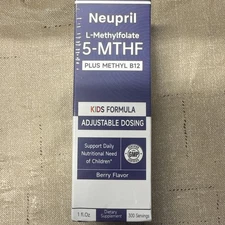 Neupril
L-Methylfolate
5-MTHF
PLUS METHYL B12
KIDS FORMULA
ADJUSTABLE DOSING
Support Daily
Nutritional Need
of Children*
Berry Flavor
1 fl Oz
Dietary
Supplement
300 Servings